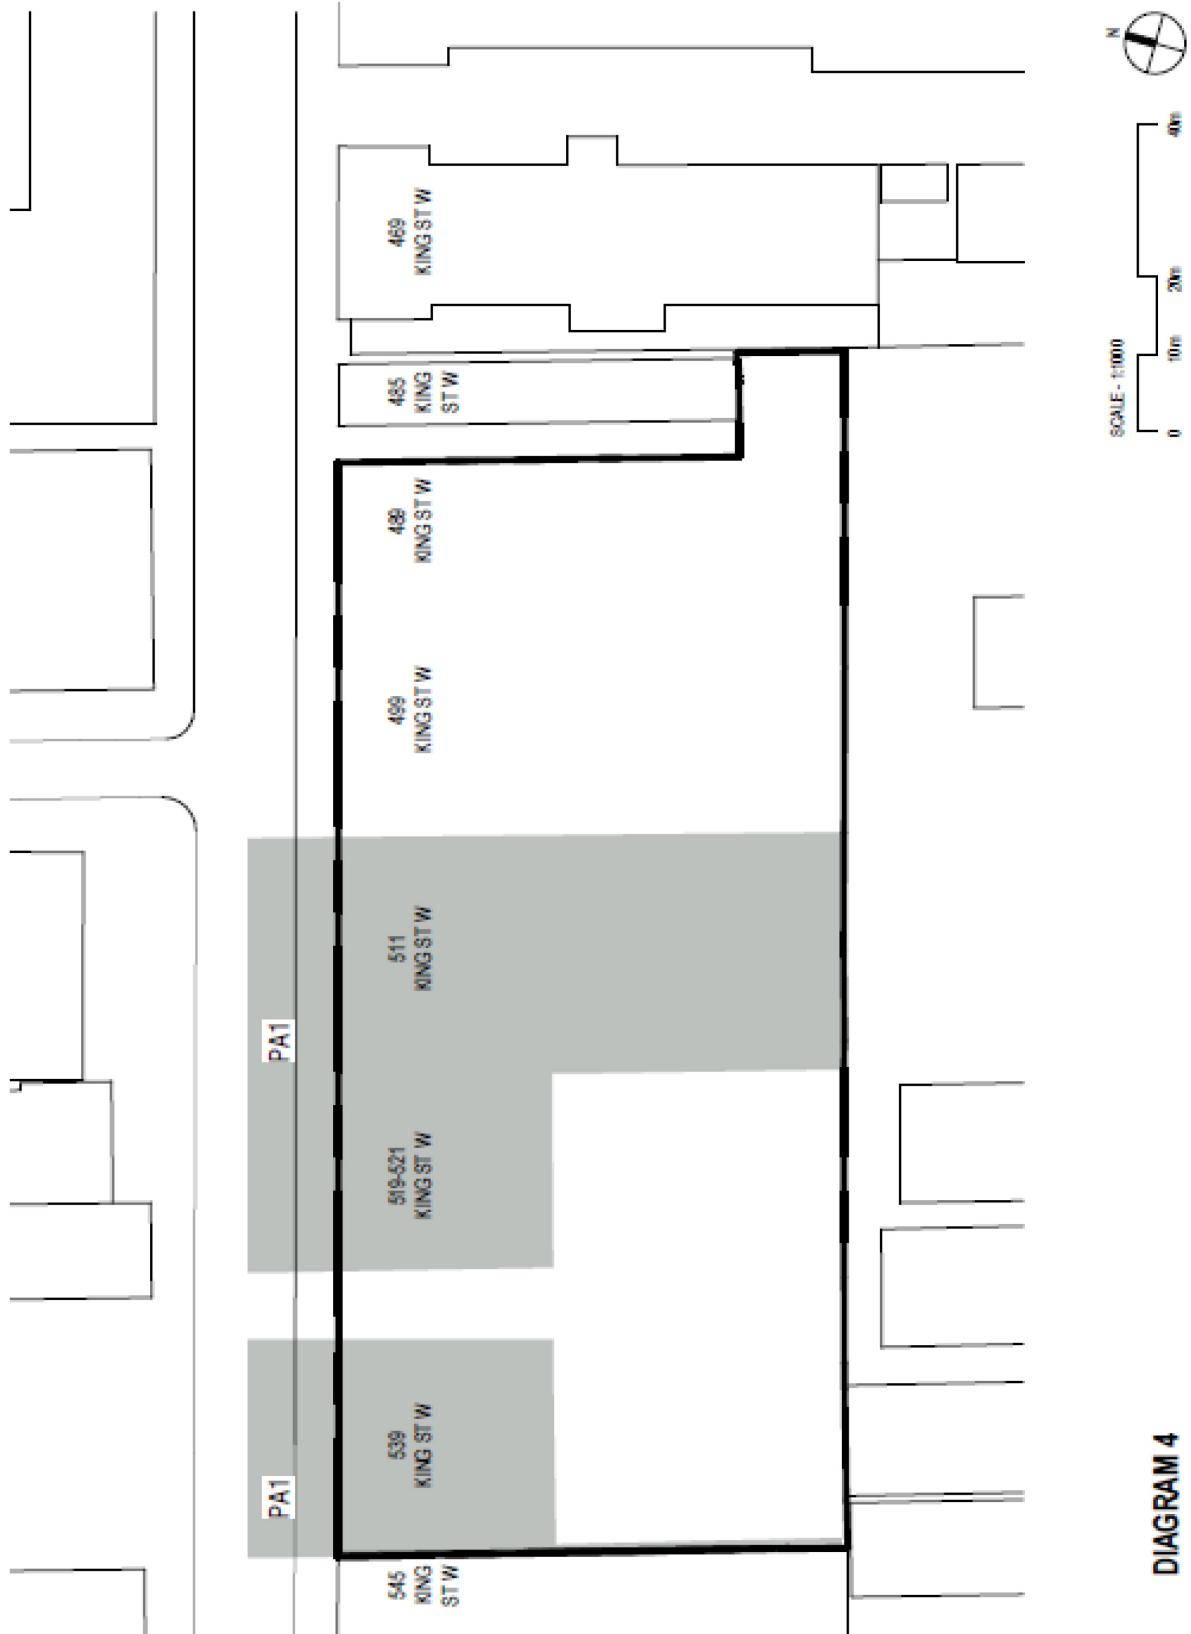 PA1
PA1
545
KING
ST W
539
KING ST W
519-521
KING ST W
511
KING ST W
499
KING ST W
489
KING ST W
485
KING
ST W
469
KING ST W
DIAGRAM 4
SCALE - 1:1000
0
10m
20m
40m
N